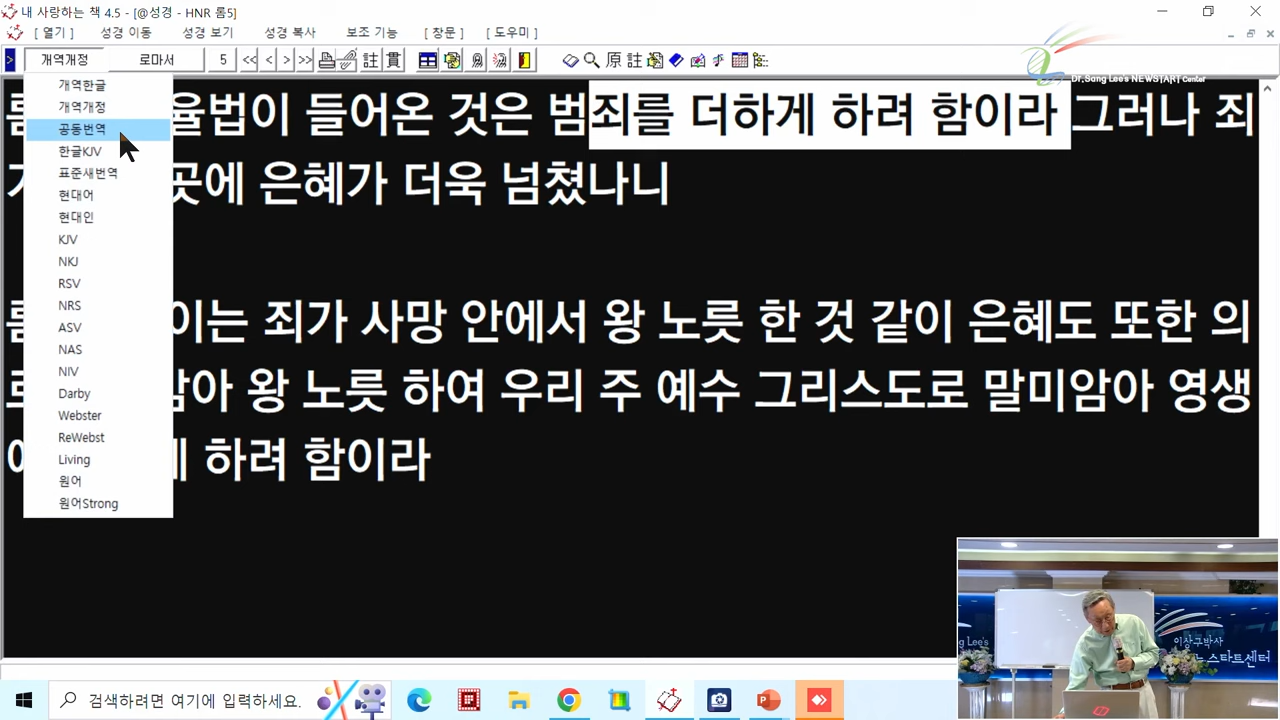 내 사랑하는 책 4.5 - [@성경 - HNR 롬5]
[ 열기 ] 성경 이동 성경 보기 성경 복사 보조 기능 [ 창문 ] [ 도우미 ]
> 개역개정 로마서 5 << < > >> 註 貫 原 註
Dr. Sang Lee's NEWSTART Center
율법이 들어온 것은 범죄를 더하게 하려 함이라 그러나 죄
곳에 은혜가 더욱 넘쳤나니
이는 죄가 사망 안에서 왕 노릇 한 것 같이 은혜도 또한 의
암아 왕 노릇 하여 우리 주 예수 그리스도로 말미암아 영생
하려 함이라
개역한글
개역개정
공동번역
한글KJV
표준새번역
현대어
현대인
KJV
NKJ
RSV
NRS
ASV
NAS
NIV
Darby
Webster
ReWebst
Living
원어
원어Strong
이상구박사
스타트센터
검색하려면 여기에 입력하세요.